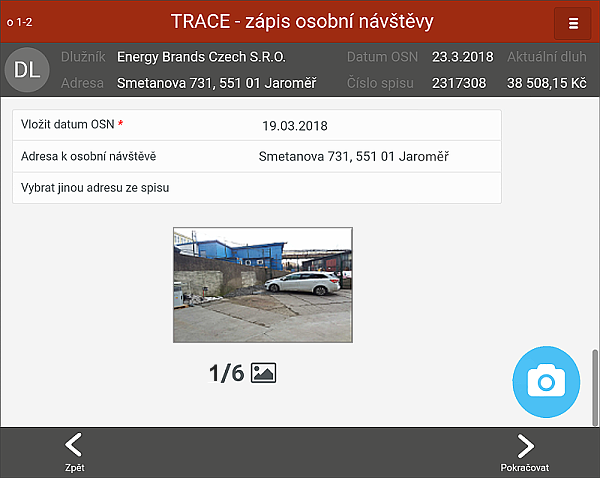 o 1-2
TRACE - zápis osobní návštěvy
DL
Dlužník Energy Brands Czech S.R.O. Datum OSN 23.3.2018 Aktuální dluh
Adresa Smetanova 731, 551 01 Jaroměř Číslo spisu 2317308 38 508,15 Kč
Vložit datum OSN * 19.03.2018
Adresa k osobní návštěvě Smetanova 731, 551 01 Jaroměř
Vybrat jinou adresu ze spisu
1/6
Zpět
Pokračovat